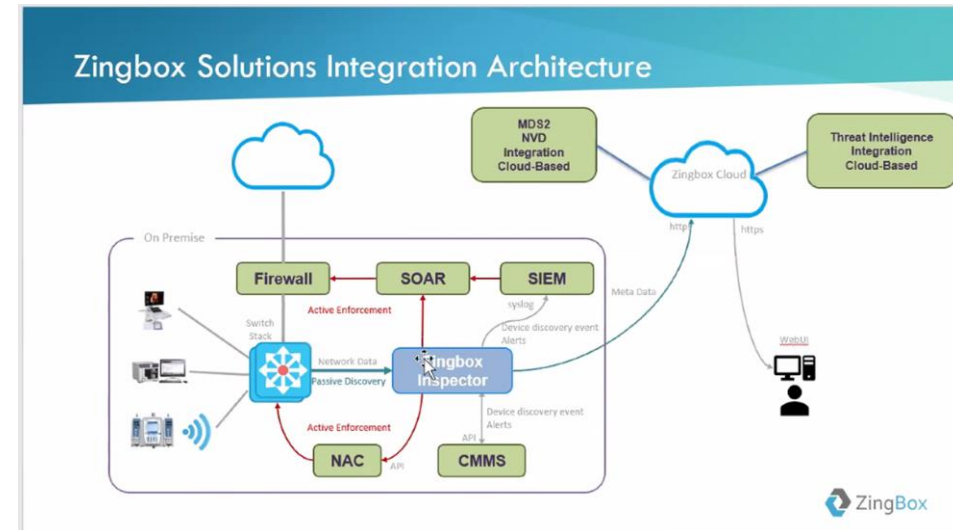 Zingbox Solutions Integration Architecture
MDS2
NVD
Integration
Cloud-Based
Threat Intelligence
Integration
Cloud-Based
Zingbox Cloud
https
https
On Premise
Firewall
SOAR
SIEM
Active Enforcement
syslog
Meta Data
Switch
Stack
Device discovery event
Alerts
WebUI
Network Data
Passive Discovery
Zingbox
Inspector
Device discovery event
Alerts
Active Enforcement
API
API
NAC
CMMS
ZingBox